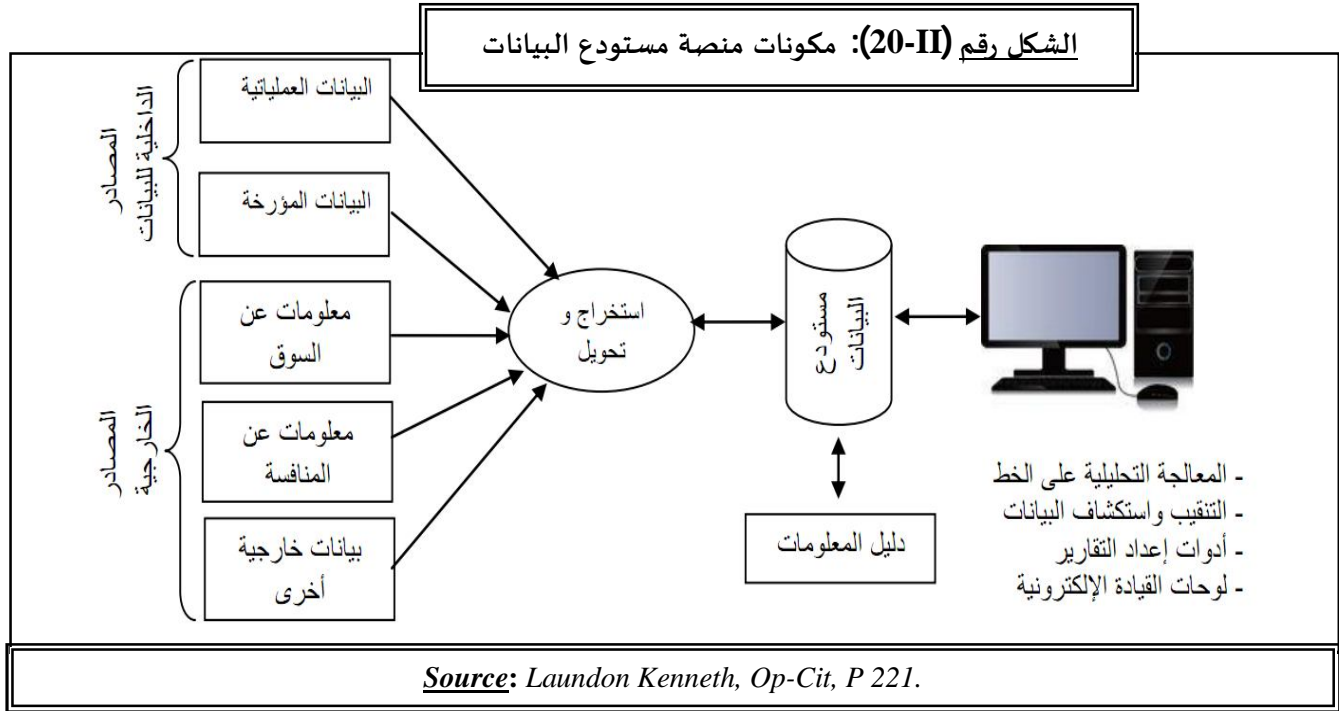 الشكل رقم (20-II): مكونات منصة مستودع البيانات
المصادر
الداخلية للبيانات
البيانات العملياتية
البيانات المؤرخة
المصادر
الخارجية
معلومات عن
السوق
معلومات عن
المنافسة
بيانات خارجية
أخرى
استخراج و
تحويل
مستودع
البيانات
دليل المعلومات
- المعالجة التحليلية على الخط
- التنقيب واستكشاف البيانات
- أدوات إعداد التقارير
- لوحات القيادة الإلكترونية
Source: Laundon Kenneth, Op-Cit, P 221.